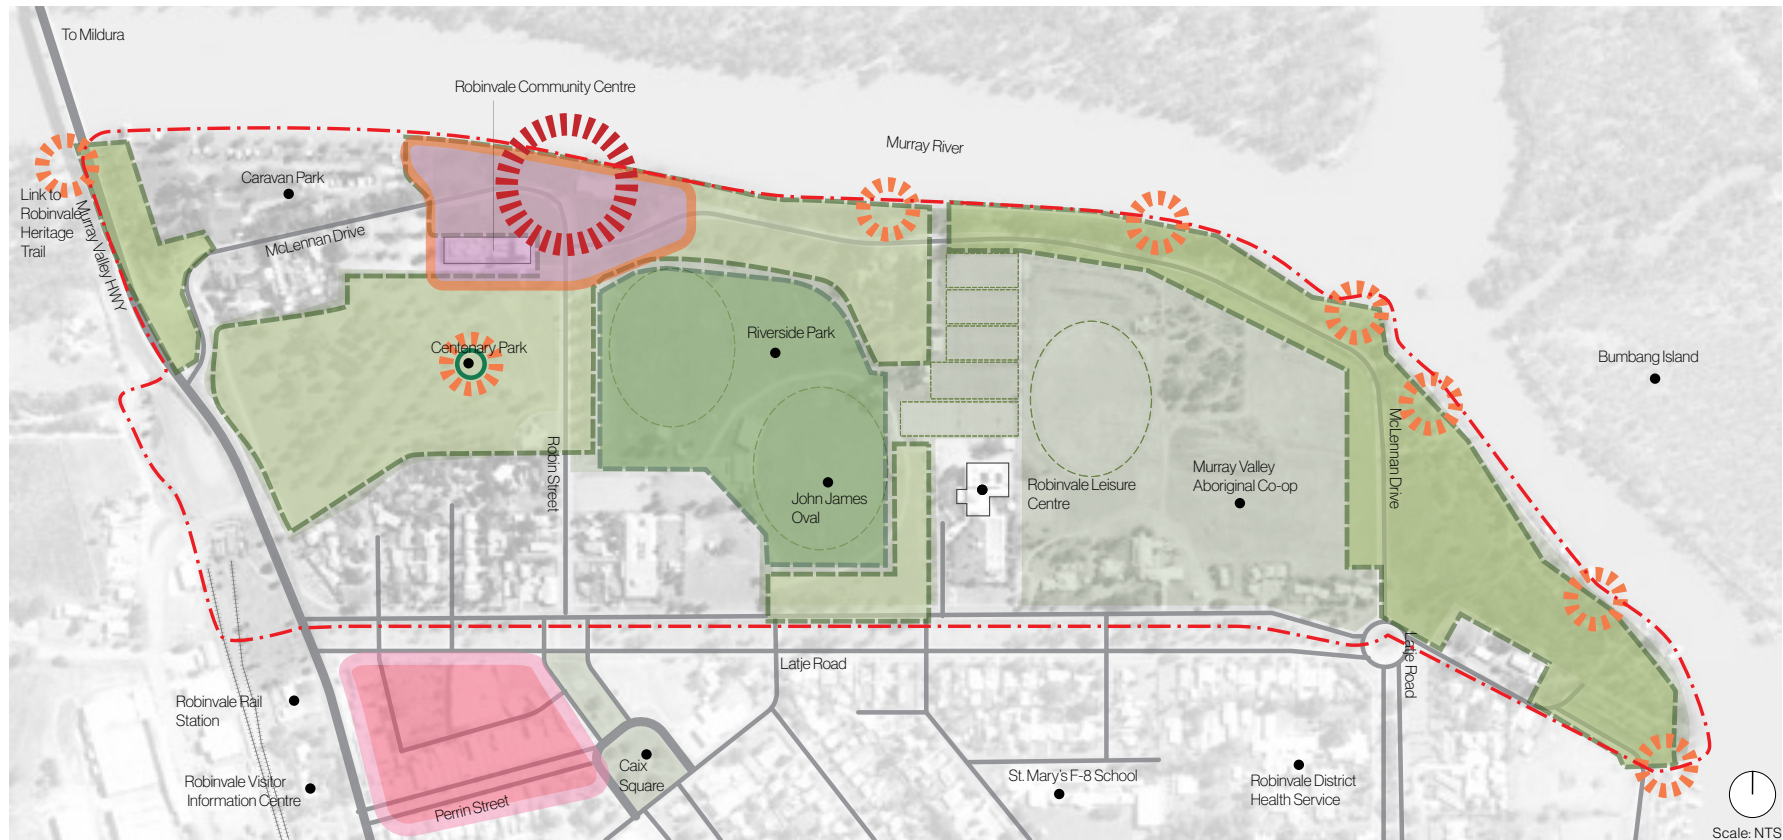 To Mildura
Robinvale Community Centre
Murray River
Caravan Park
Link to
Robinvale
Heritage
Trail
Murray Valley HWY
McLennan Drive
Centenary Park
Riverside Park
Bumbang Island
Robin Street
John James
Oval
Robinvale Leisure
Centre
Murray Valley
Aboriginal Co-op
McLennan Drive
Latje Road
Latje Road
Robinvale Rail
Station
Caix
Square
St. Mary's F-8 School
Robinvale District
Health Service
Robinvale Visitor
Information Centre
Perrin Street
Scale: NTS